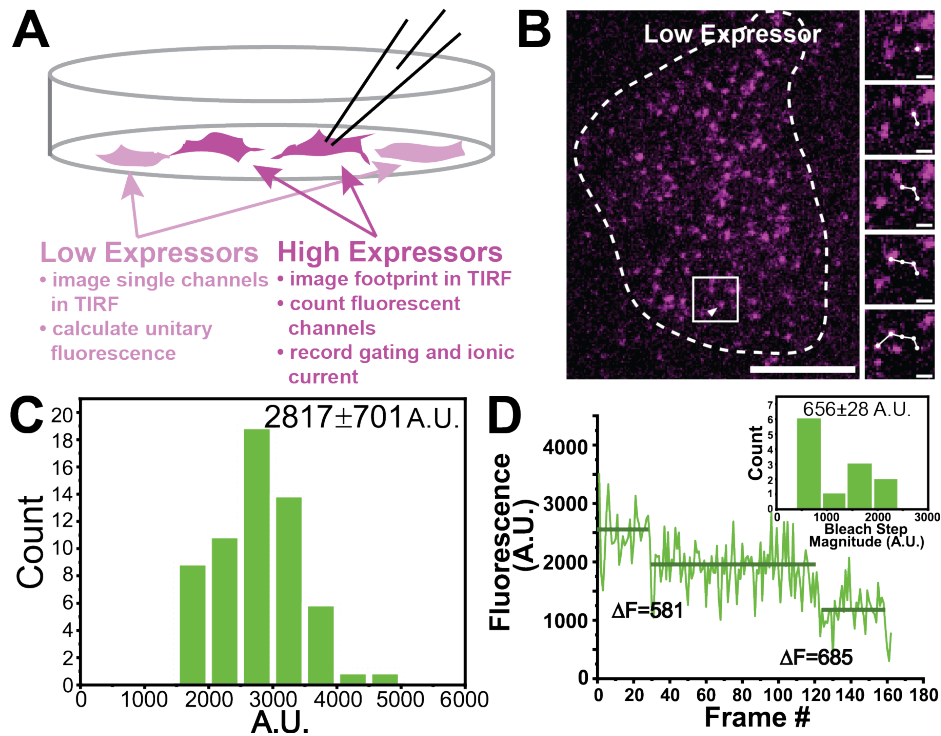 A
Low Expressors
• image single channels
in TIRF
• calculate unitary
fluorescence
High Expressors
• image footprint in TIRF
• count fluorescent
channels
• record gating and ionic
current
B
Low Expressor
C
2817±701 A.U.
Count
20
18
16
14
12
10
8
6
4
2
0
0 1000 2000 3000 4000 5000 6000
A.U.
D
Fluorescence
(A.U.)
4000
3000
2000
1000
0
ΔF=581
ΔF=685
0 20 40 60 80 100 120 140 160 180
Frame #
656±28 A.U.
Count
7
6
5
4
3
2
1
0
0 1000 2000 3000
Bleach Step
Magnitude (A.U.)